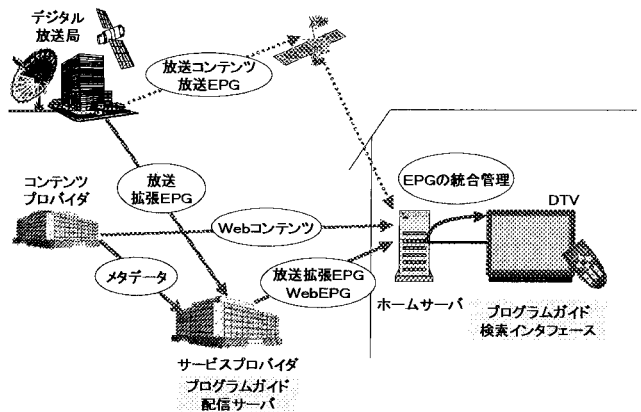 デジタル
放送局
放送コンテンツ
放送EPG
放送
拡張EPG
コンテンツ
プロバイダ
Webコンテンツ
メタデータ
放送拡張EPG
WebEPG
サービスプロバイダ
プログラムガイド
配信サーバ
EPGの統合管理
DTV
ホームサーバ
プログラムガイド
検索インタフェース